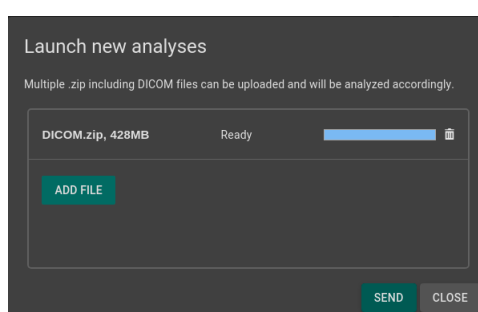 Launch new analyses
Multiple .zip including DICOM files can be uploaded and will be analyzed accordingly.
DICOM.zip, 428MB Ready
ADD FILE
SEND CLOSE